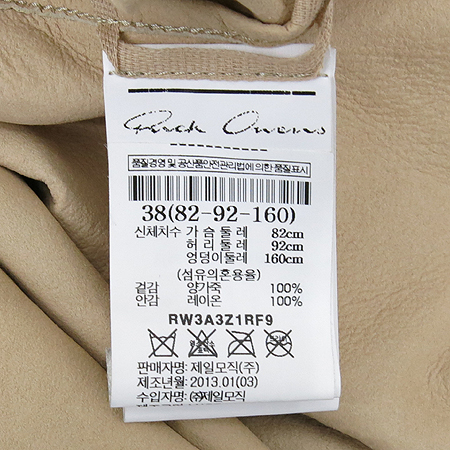 Rick Owens
품질경영 및 공산품안전관리법에 의한 품질표시
38(82-92-160)
신체치수 가 슴 둘 레 82cm
허 리 둘 레 92cm
엉덩이둘레 160cm
(섬유의혼용율)
겉감 양가죽 100%
안감 레이온 100%
RW3A3Z1RF9
판매자명: 제일모직(주)
제조년월: 2013.01(03)
수입자명: (주)제일모직